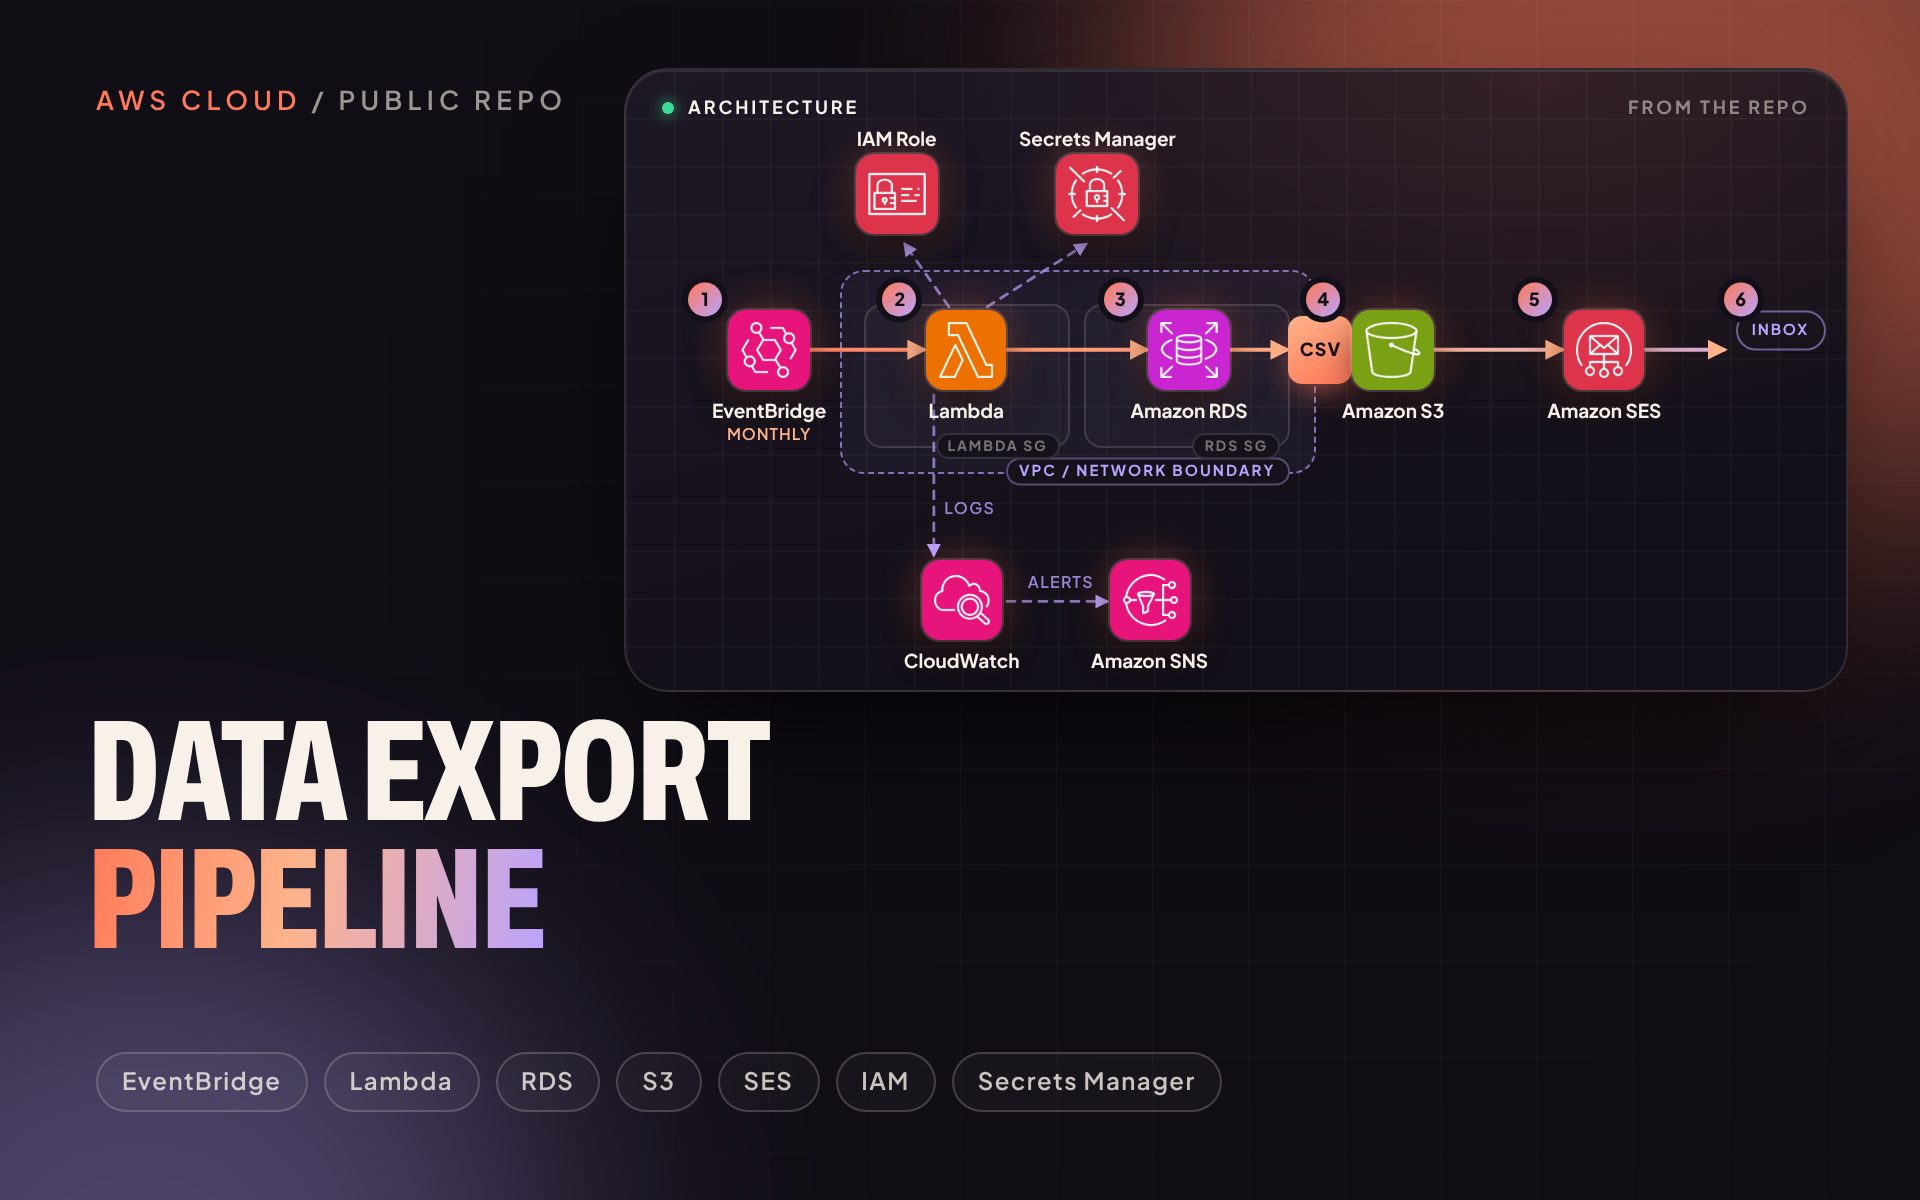 AWS CLOUD / PUBLIC REPO
ARCHITECTURE
FROM THE REPO
IAM Role
Secrets Manager
1
2
3
4
5
6
INBOX
CSV
EventBridge
MONTHLY
Lambda
Amazon RDS
Amazon S3
Amazon SES
LAMBDA SG
RDS SG
VPC / NETWORK BOUNDARY
LOGS
ALERTS
CloudWatch
Amazon SNS
DATA EXPORT
PIPELINE
EventBridge
Lambda
RDS
S3
SES
IAM
Secrets Manager